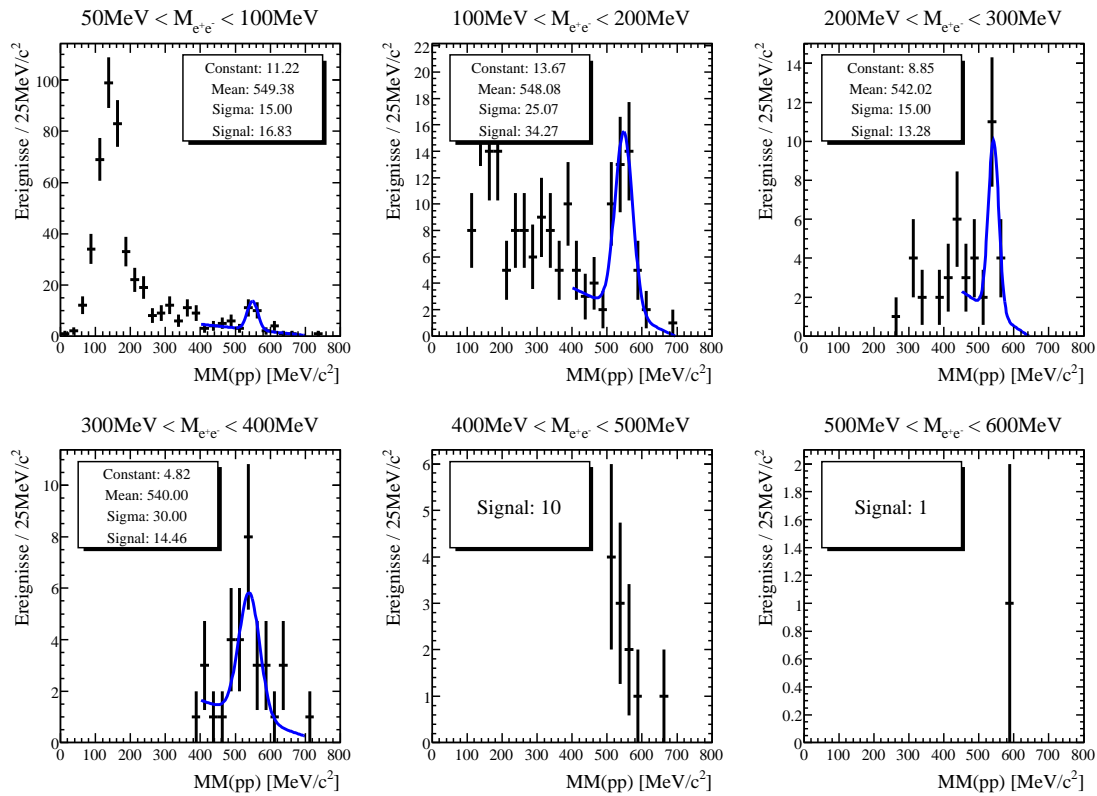 50MeV < M_{e⁺e⁻} < 100MeV
Ereignisse / 25MeV/c²
100
80
60
40
20
0
Constant: 11.22
Mean: 549.38
Sigma: 15.00
Signal: 16.83
0 100 200 300 400 500 600 700 800
MM(pp) [MeV/c²]
100MeV < M_{e⁺e⁻} < 200MeV
Ereignisse / 25MeV/c²
22
20
18
16
14
12
10
8
6
4
2
0
Constant: 13.67
Mean: 548.08
Sigma: 25.07
Signal: 34.27
0 100 200 300 400 500 600 700 800
MM(pp) [MeV/c²]
200MeV < M_{e⁺e⁻} < 300MeV
Ereignisse / 25MeV/c²
14
12
10
8
6
4
2
0
Constant: 8.85
Mean: 542.02
Sigma: 15.00
Signal: 13.28
0 100 200 300 400 500 600 700 800
MM(pp) [MeV/c²]
300MeV < M_{e⁺e⁻} < 400MeV
Ereignisse / 25MeV/c²
10
8
6
4
2
0
Constant: 4.82
Mean: 540.00
Sigma: 30.00
Signal: 14.46
0 100 200 300 400 500 600 700 800
MM(pp) [MeV/c²]
400MeV < M_{e⁺e⁻} < 500MeV
Ereignisse / 25MeV/c²
6
5
4
3
2
1
0
Signal: 10
0 100 200 300 400 500 600 700 800
MM(pp) [MeV/c²]
500MeV < M_{e⁺e⁻} < 600MeV
Ereignisse / 25MeV/c²
2
1.8
1.6
1.4
1.2
1
0.8
0.6
0.4
0.2
0
Signal: 1
0 100 200 300 400 500 600 700 800
MM(pp) [MeV/c²]